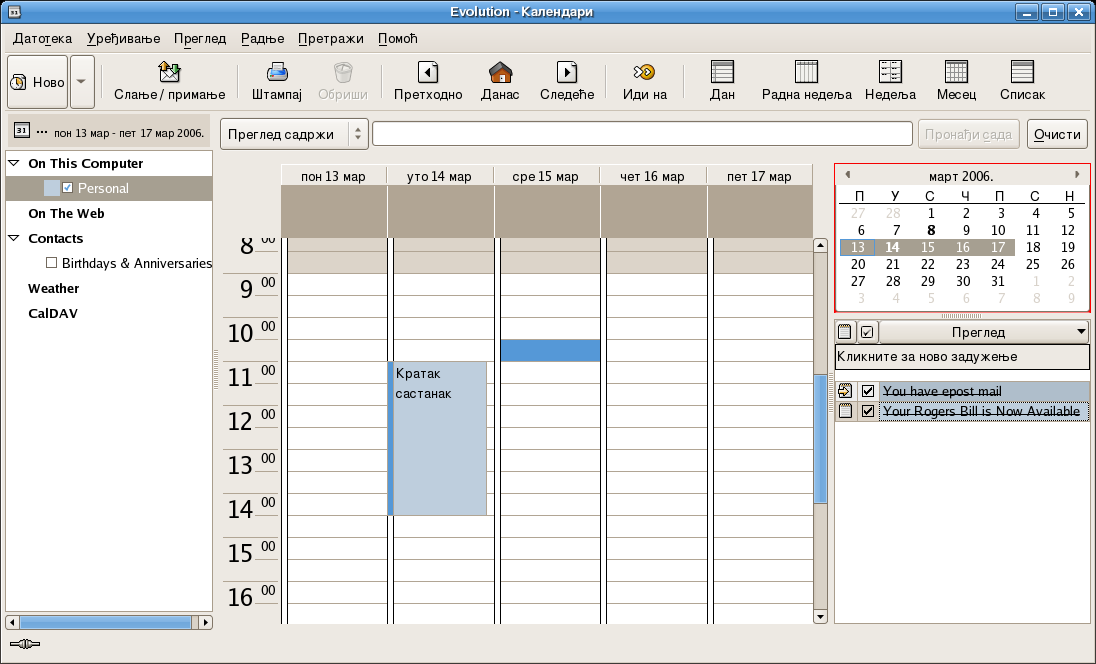 Evolution - Календари
Датотека Уређивање Преглед Радње Претражи Помоћ
Ново Слање / примање Штампај Обриши Претходно Данас Следеће Иди на Дан Радна недеља Недеља Месец Списак
31 ... пон 13 мар - пет 17 мар 2006.
Преглед садржи Пронађи сада Очисти
On This Computer
Personal
On The Web
Contacts
Birthdays & Anniversaries
Weather
CalDAV
пон 13 мар уто 14 мар сре 15 мар чет 16 мар пет 17 мар
8 00
9 00
10 00
11 00
12 00
13 00
14 00
15 00
16 00
Кратак
састанак
март 2006.
П У С Ч П С Н
27 28 1 2 3 4 5
6 7 8 9 10 11 12
13 14 15 16 17 18 19
20 21 22 23 24 25 26
27 28 29 30 31 1 2
3 4 5 6 7 8 9
Преглед
Кликните за ново задужење
You have epost mail
Your Rogers Bill is Now Available